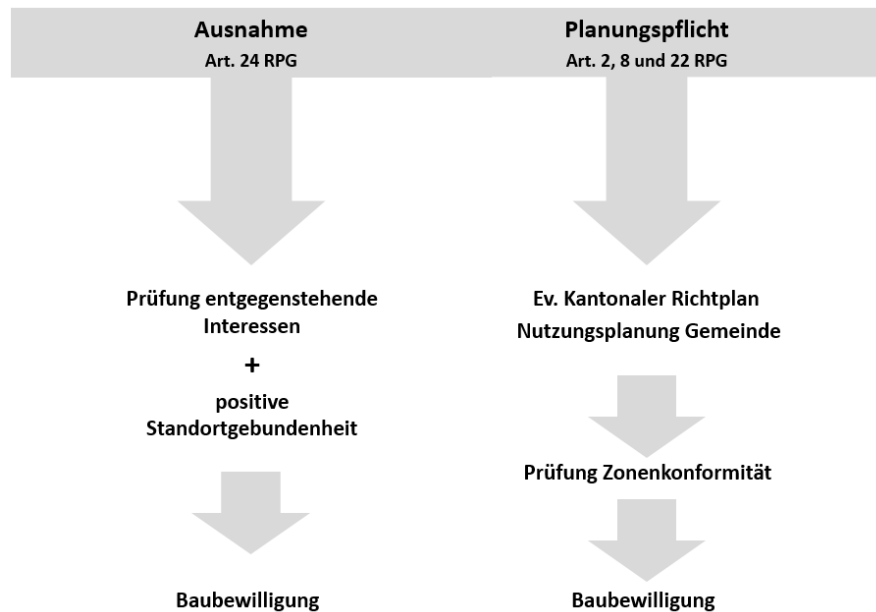 Ausnahme
Art. 24 RPG
Prüfung entgegenstehende
Interessen
+
positive
Standortgebundenheit
Baubewilligung
Planungspflicht
Art. 2, 8 und 22 RPG
Ev. Kantonaler Richtplan
Nutzungsplanung Gemeinde
Prüfung Zonenkonformität
Baubewilligung